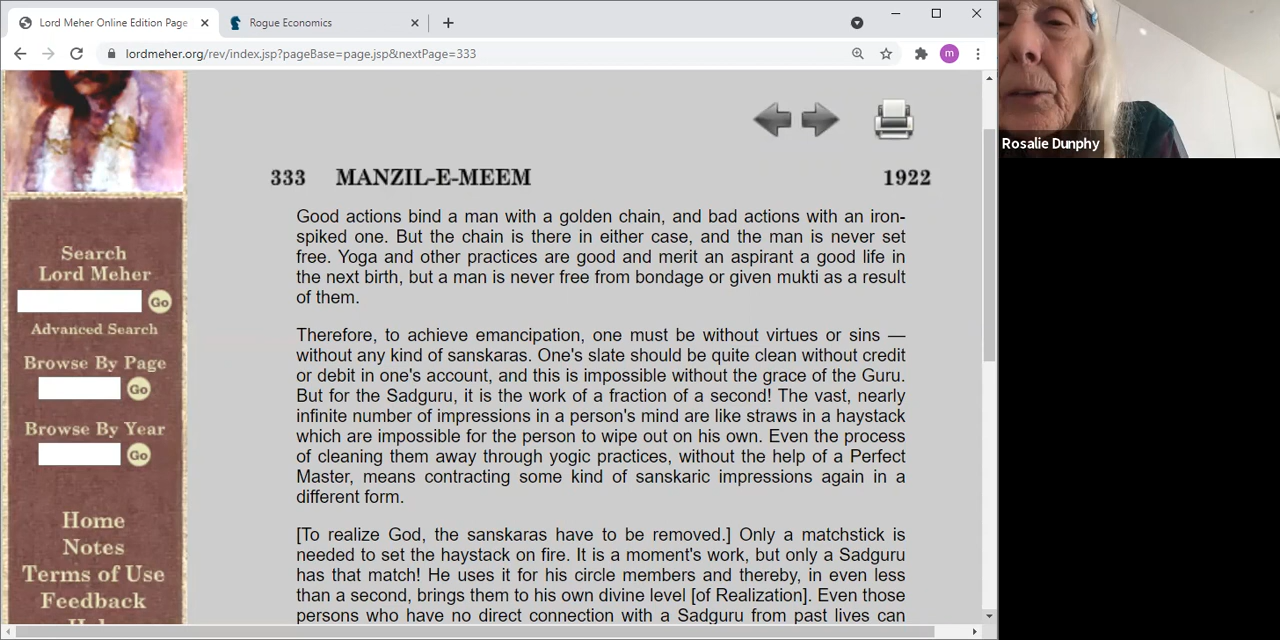 Lord Meher Online Edition Page
Rogue Economics
lordmeher.org/rev/index.jsp?pageBase=page.jsp&nextPage=333
m
Rosalie Dunphy
Search
Lord Meher
Go
Advanced Search
Browse By Page
Go
Browse By Year
Go
Home
Notes
Terms of Use
Feedback
333 MANZIL-E-MEEM 1922
Good actions bind a man with a golden chain, and bad actions with an iron-
spiked one. But the chain is there in either case, and the man is never set
free. Yoga and other practices are good and merit an aspirant a good life in
the next birth, but a man is never free from bondage or given mukti as a result
of them.
Therefore, to achieve emancipation, one must be without virtues or sins —
without any kind of sanskaras. One's slate should be quite clean without credit
or debit in one's account, and this is impossible without the grace of the Guru.
But for the Sadguru, it is the work of a fraction of a second! The vast, nearly
infinite number of impressions in a person's mind are like straws in a haystack
which are impossible for the person to wipe out on his own. Even the process
of cleaning them away through yogic practices, without the help of a Perfect
Master, means contracting some kind of sanskaric impressions again in a
different form.
[To realize God, the sanskaras have to be removed.] Only a matchstick is
needed to set the haystack on fire. It is a moment's work, but only a Sadguru
has that match! He uses it for his circle members and thereby, in even less
than a second, brings them to his own divine level [of Realization]. Even those
persons who have no direct connection with a Sadguru from past lives can